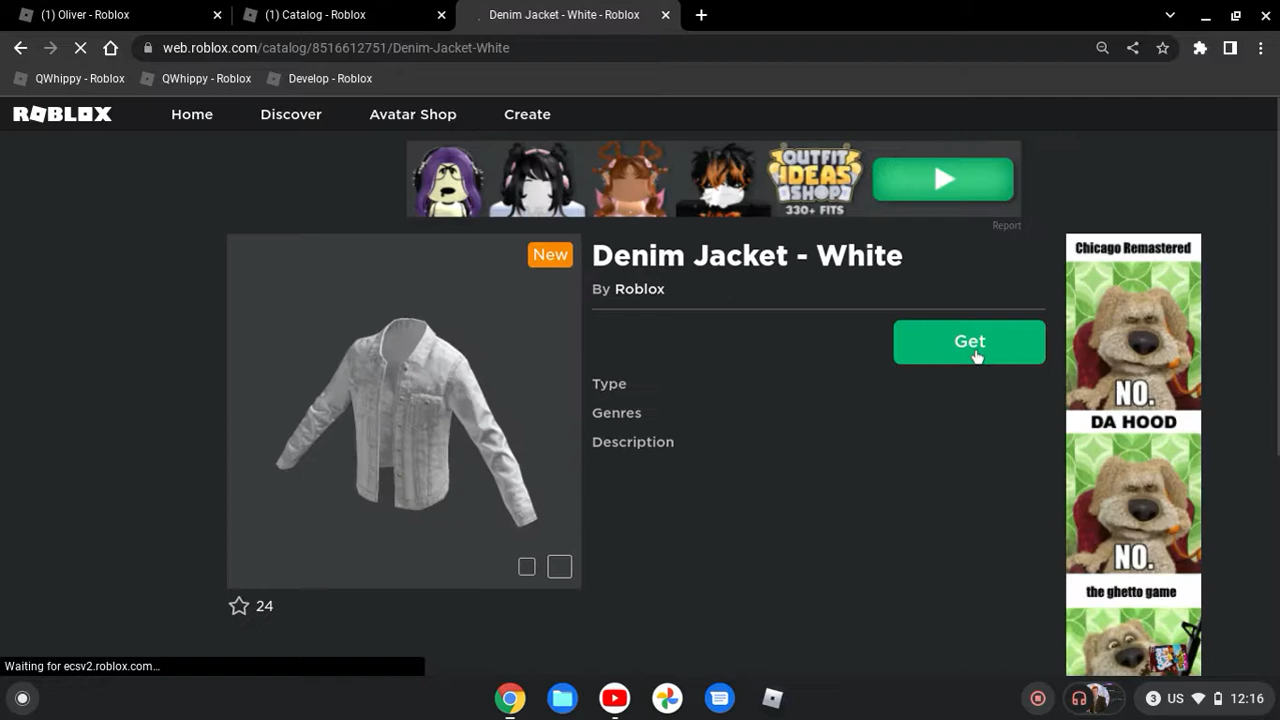 (1) Oliver - Roblox
(1) Catalog - Roblox
Denim Jacket - White - Roblox
web.roblox.com/catalog/8516612751/Denim-Jacket-White
QWhippy - Roblox
QWhippy - Roblox
Develop - Roblox
ROBLOX
Home
Discover
Avatar Shop
Create
OUTFIT
IDEAS
SHOP
330+ FITS
Report
New
Denim Jacket - White
By Roblox
Get
Type
Genres
Description
24
Chicago Remastered
NO.
DA HOOD
NO.
the ghetto game
Waiting for ecsv2.roblox.com…
3 US 12:16